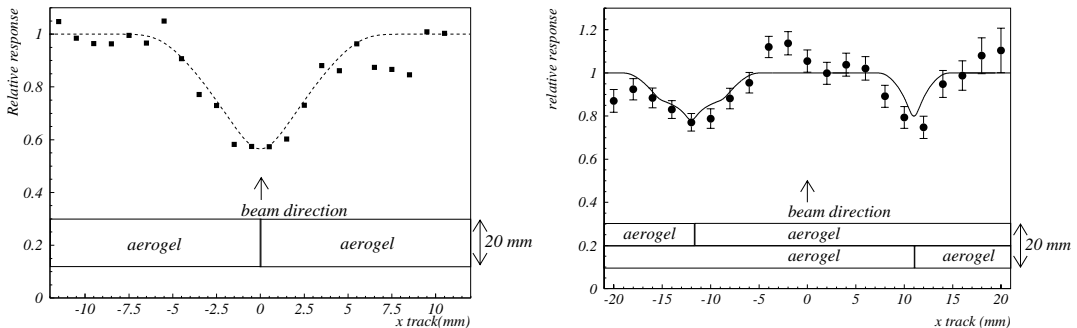 Relative response
1
0.8
0.6
0.4
0.2
0
beam direction
aerogel
aerogel
20 mm
-10
-7.5
-5
-2.5
0
2.5
5
7.5
10
x track(mm)
relative response
1.2
1
0.8
0.6
0.4
0.2
0
beam direction
aerogel
aerogel
aerogel
aerogel
20 mm
-20
-15
-10
-5
0
5
10
15
20
x track (mm)